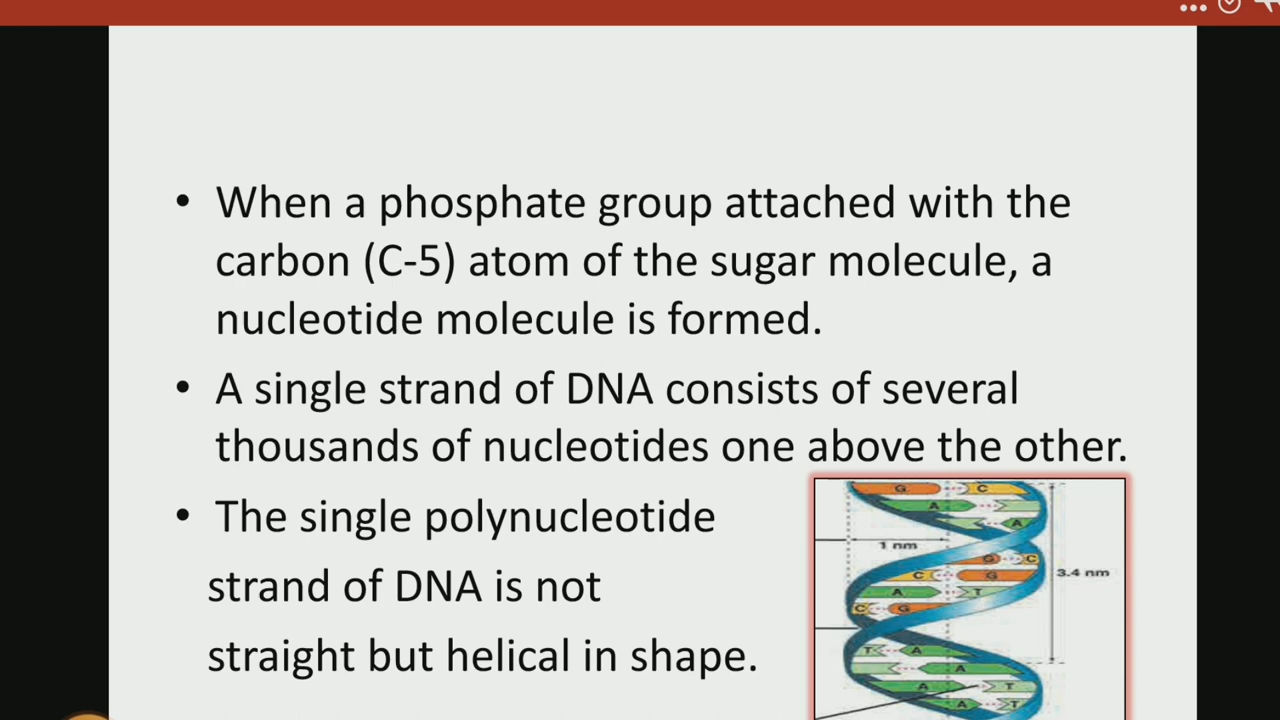 • When a phosphate group attached with the
carbon (C-5) atom of the sugar molecule, a
nucleotide molecule is formed.
• A single strand of DNA consists of several
thousands of nucleotides one above the other.
• The single polynucleotide
strand of DNA is not
straight but helical in shape.
G C
A
A
1 nm
G C
C G
3.4 nm
A T
C G
T A
A
A T
A T